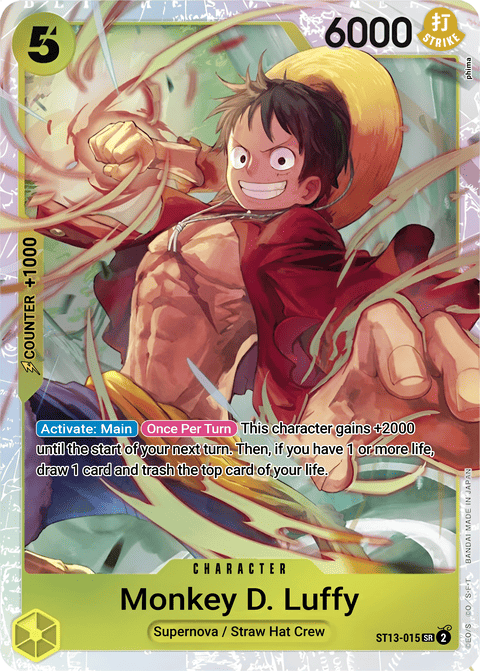 5
6000
打
STRIKE
phima
COUNTER +1000
Activate: Main Once Per Turn This character gains +2000
until the start of your next turn. Then, if you have 1 or more life,
draw 1 card and trash the top card of your life.
©E.O/S ©O/S·F·T BANDAI MADE IN JAPAN
CHARACTER
Monkey D. Luffy
Supernova / Straw Hat Crew
ST13-015 SR 2